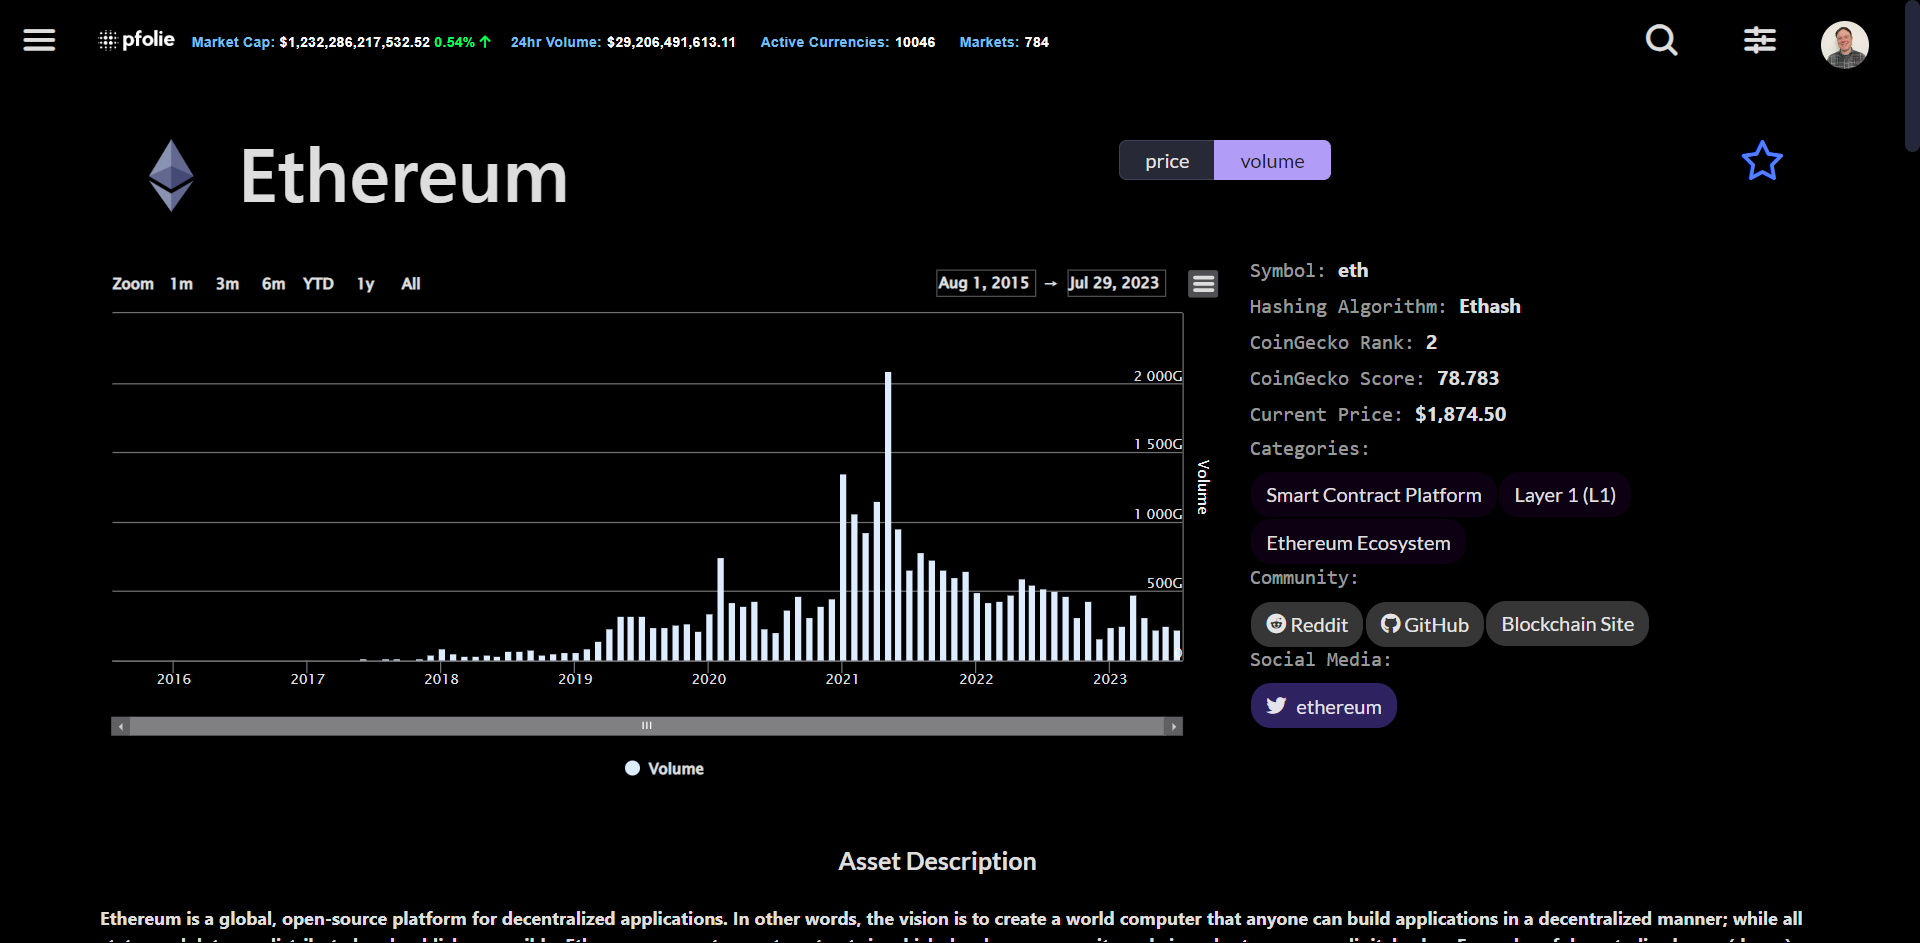 pfolie Market Cap: $1,232,286,217,532.52 0.54% 24hr Volume: $29,206,491,613.11 Active Currencies: 10046 Markets: 784
Ethereum
price volume
Zoom 1m 3m 6m YTD 1y All Aug 1, 2015 → Jul 29, 2023
2 000G
1 500G
1 000G
500G
Volume
2016 2017 2018 2019 2020 2021 2022 2023
Volume
Symbol: eth
Hashing Algorithm: Ethash
CoinGecko Rank: 2
CoinGecko Score: 78.783
Current Price: $1,874.50
Categories:
Smart Contract Platform Layer 1 (L1)
Ethereum Ecosystem
Community:
Reddit GitHub Blockchain Site
Social Media:
ethereum
Asset Description
Ethereum is a global, open-source platform for decentralized applications. In other words, the vision is to create a world computer that anyone can build applications in a decentralized manner; while all